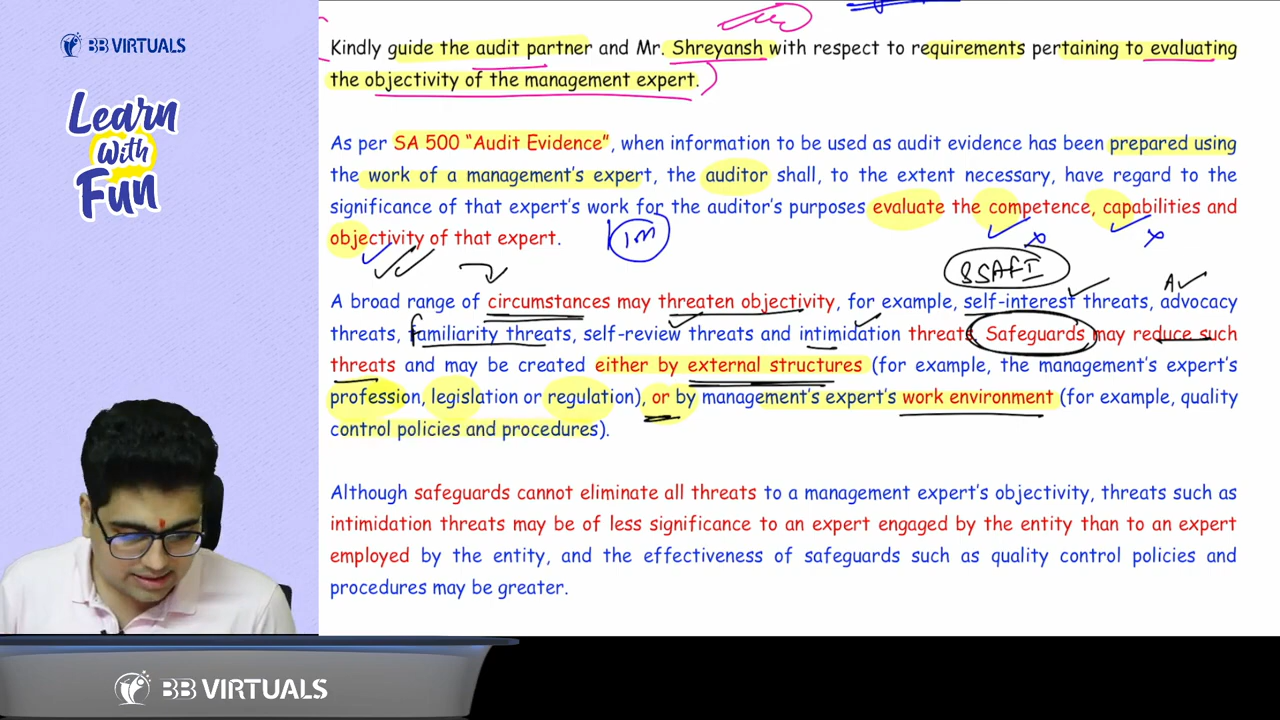 BB VIRTUALS
Learn
with
Fun
Kindly guide the audit partner and Mr. Shreyansh with respect to requirements pertaining to evaluating
the objectivity of the management expert.
As per SA 500 “Audit Evidence”, when information to be used as audit evidence has been prepared using
the work of a management’s expert, the auditor shall, to the extent necessary, have regard to the
significance of that expert’s work for the auditor’s purposes evaluate the competence, capabilities and
objectivity of that expert.
1m
SSAFI
A
A broad range of circumstances may threaten objectivity, for example, self-interest threats, advocacy
threats, familiarity threats, self-review threats and intimidation threats. Safeguards may reduce such
threats and may be created either by external structures (for example, the management’s expert’s
profession, legislation or regulation), or by management’s expert’s work environment (for example, quality
control policies and procedures).
Although safeguards cannot eliminate all threats to a management expert’s objectivity, threats such as
intimidation threats may be of less significance to an expert engaged by the entity than to an expert
employed by the entity, and the effectiveness of safeguards such as quality control policies and
procedures may be greater.
BB VIRTUALS